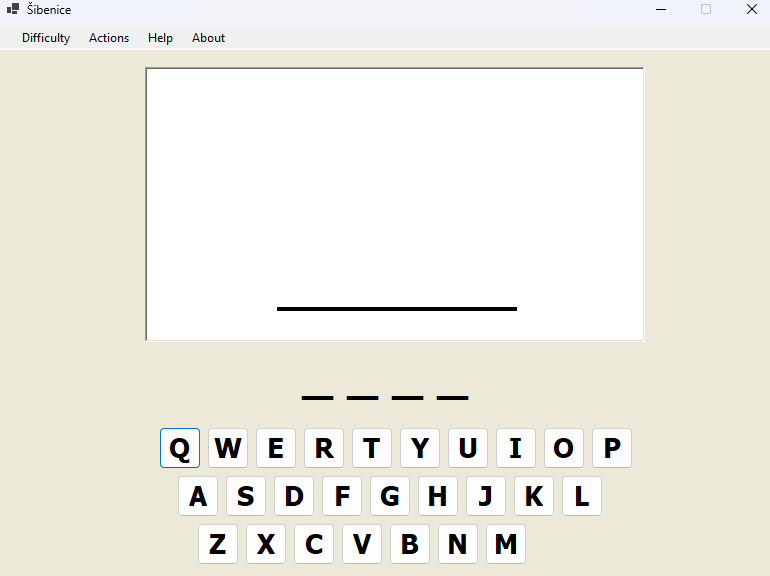 Šibenice
Difficulty Actions Help About
_ _ _ _
Q W E R T Y U I O P
A S D F G H J K L
Z X C V B N M